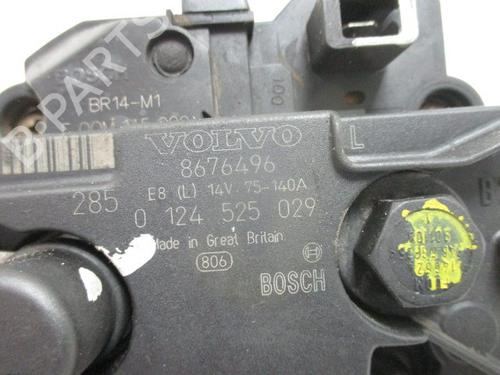 BOSCH
BR14-M1
B-PARTS
VOLVO
L
8676496
285 E8 (L) 14V 75-140A
0 124 525 029
Made in Great Britain
806
BOSCH